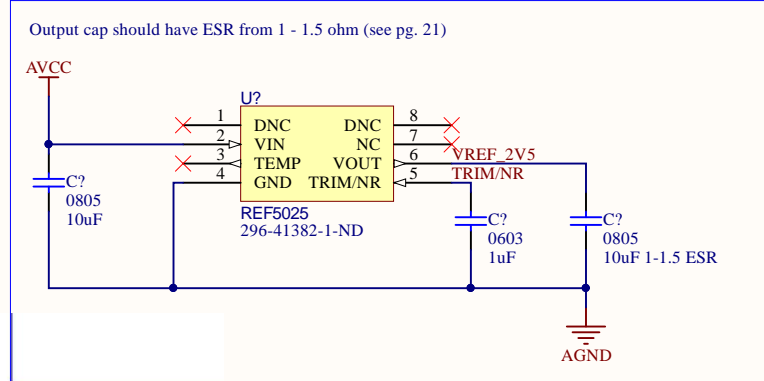 Output cap should have ESR from 1 - 1.5 ohm (see pg. 21)
AVCC
U?
1 DNC DNC 8
2 VIN NC 7
3 TEMP VOUT 6 VREF_2V5
4 GND TRIM/NR 5 TRIM/NR
REF5025
296-41382-1-ND
C?
0805
10uF
C?
0603
1uF
C?
0805
10uF 1-1.5 ESR
AGND